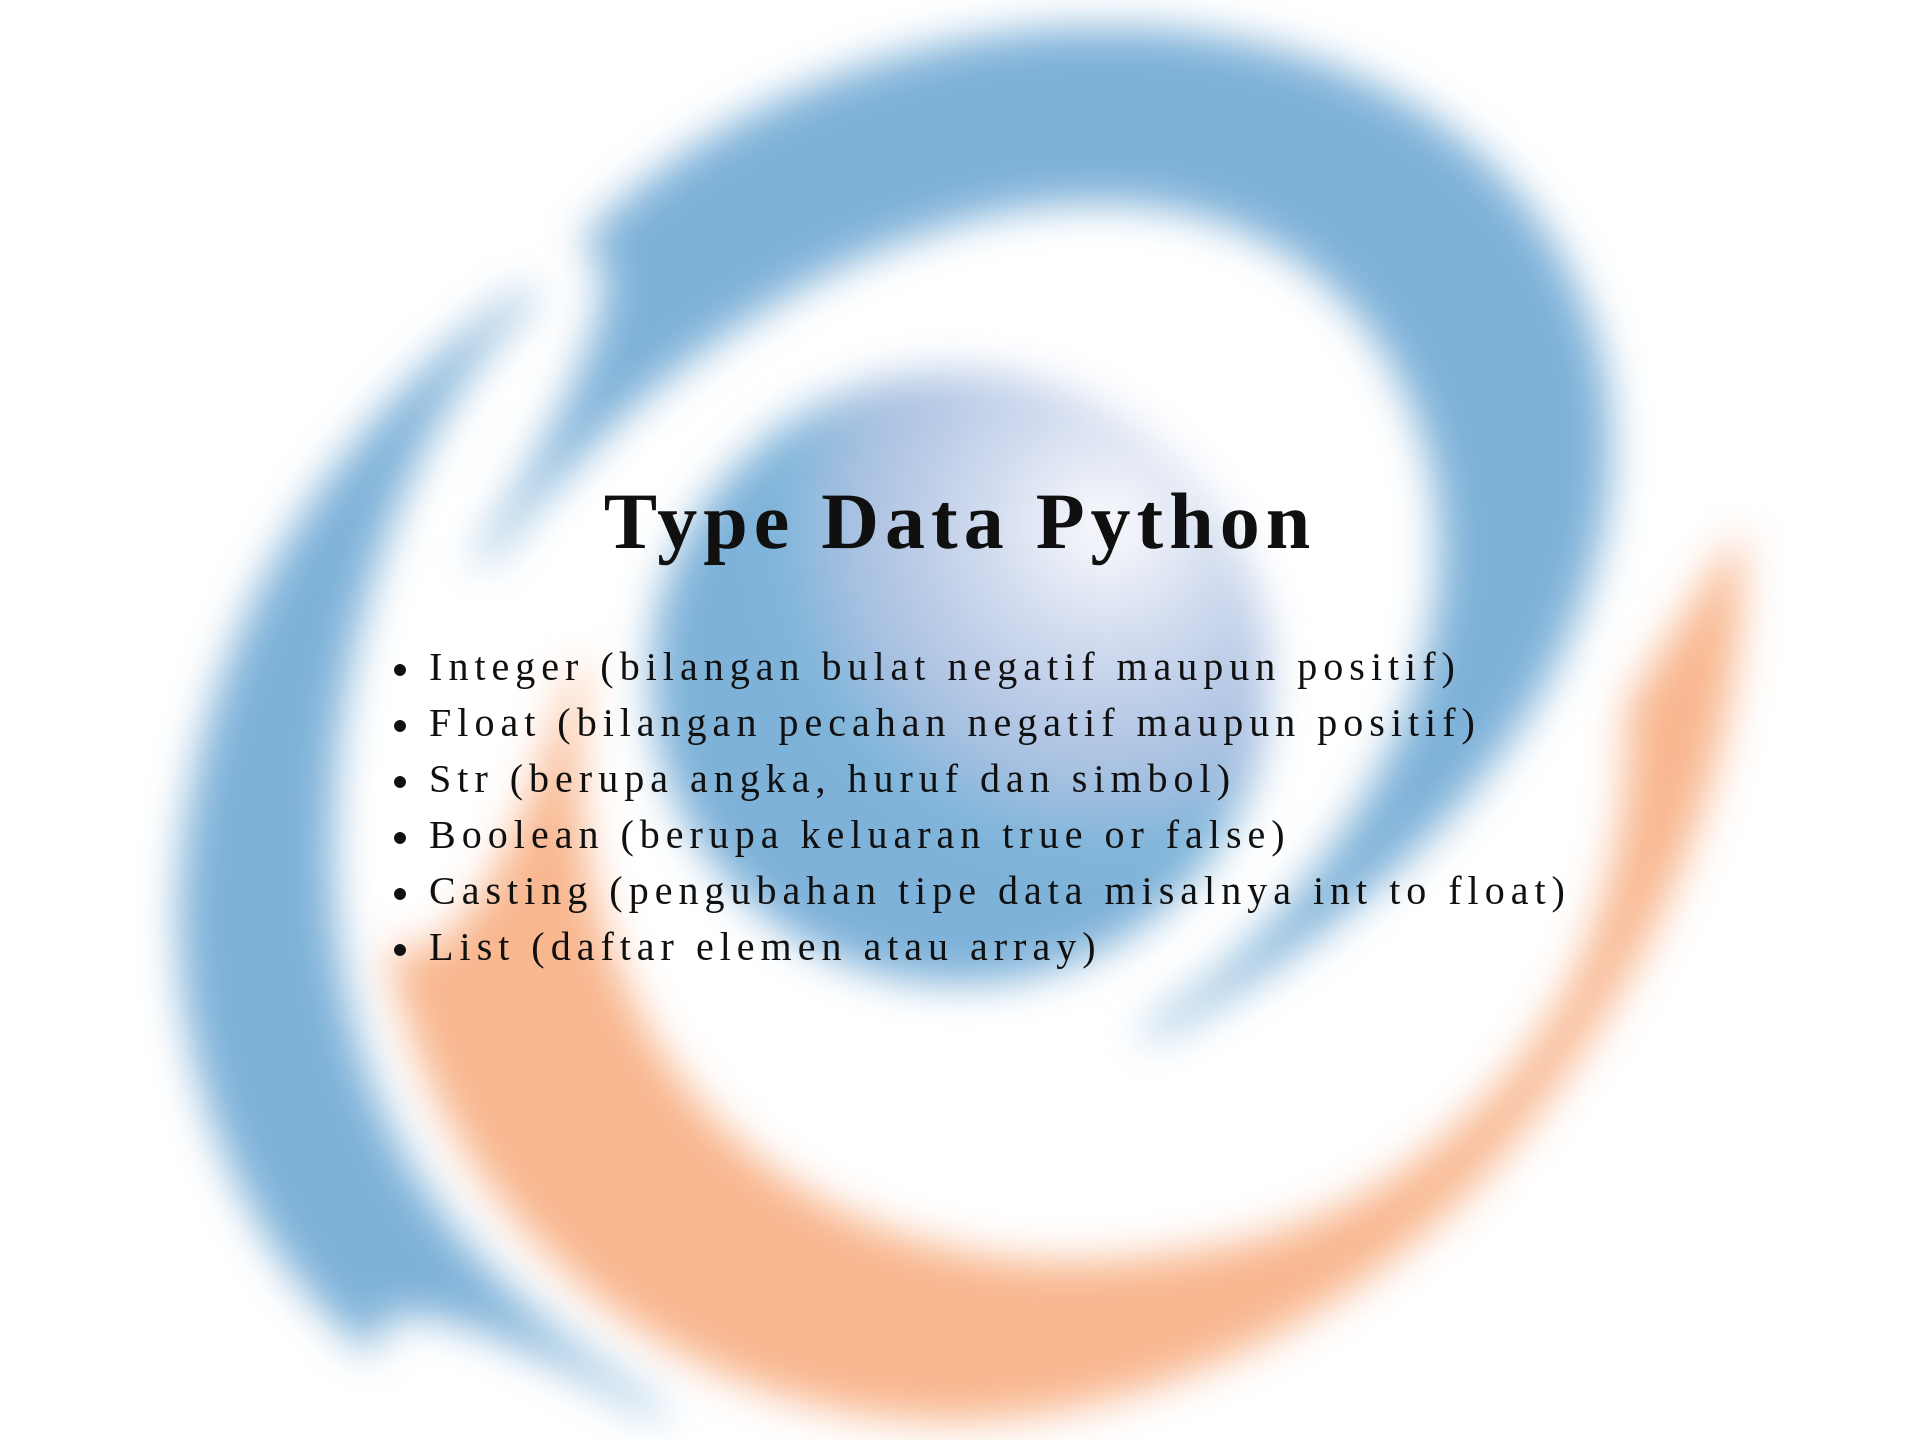 Type Data Python
• Integer (bilangan bulat negatif maupun positif)
• Float (bilangan pecahan negatif maupun positif)
• Str (berupa angka, huruf dan simbol)
• Boolean (berupa keluaran true or false)
• Casting (pengubahan tipe data misalnya int to float)
• List (daftar elemen atau array)